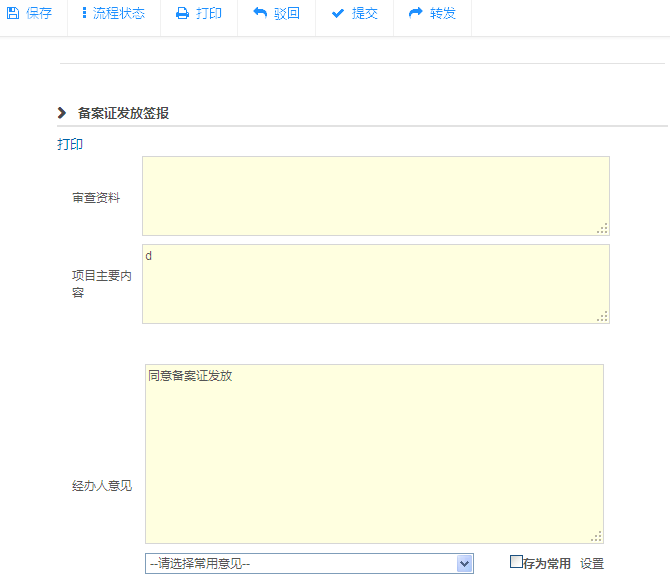 保存 流程状态 打印 驳回 提交 转发
备案证发放签报
打印
审查资料
d
项目主要内
容
同意备案证发放
经办人意见
--请选择常用意见-- 存为常用 设置